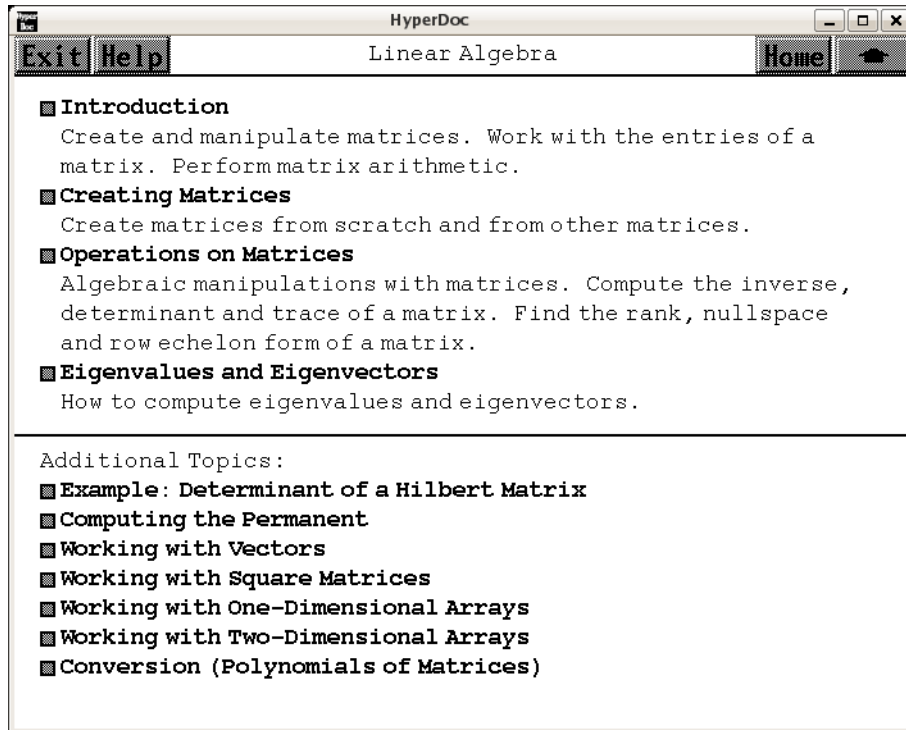 Hyper Doc
HyperDoc
Exit Help Linear Algebra Home
Introduction
Create and manipulate matrices. Work with the entries of a
matrix. Perform matrix arithmetic.
Creating Matrices
Create matrices from scratch and from other matrices.
Operations on Matrices
Algebraic manipulations with matrices. Compute the inverse,
determinant and trace of a matrix. Find the rank, nullspace
and row echelon form of a matrix.
Eigenvalues and Eigenvectors
How to compute eigenvalues and eigenvectors.
Additional Topics:
Example: Determinant of a Hilbert Matrix
Computing the Permanent
Working with Vectors
Working with Square Matrices
Working with One-Dimensional Arrays
Working with Two-Dimensional Arrays
Conversion (Polynomials of Matrices)